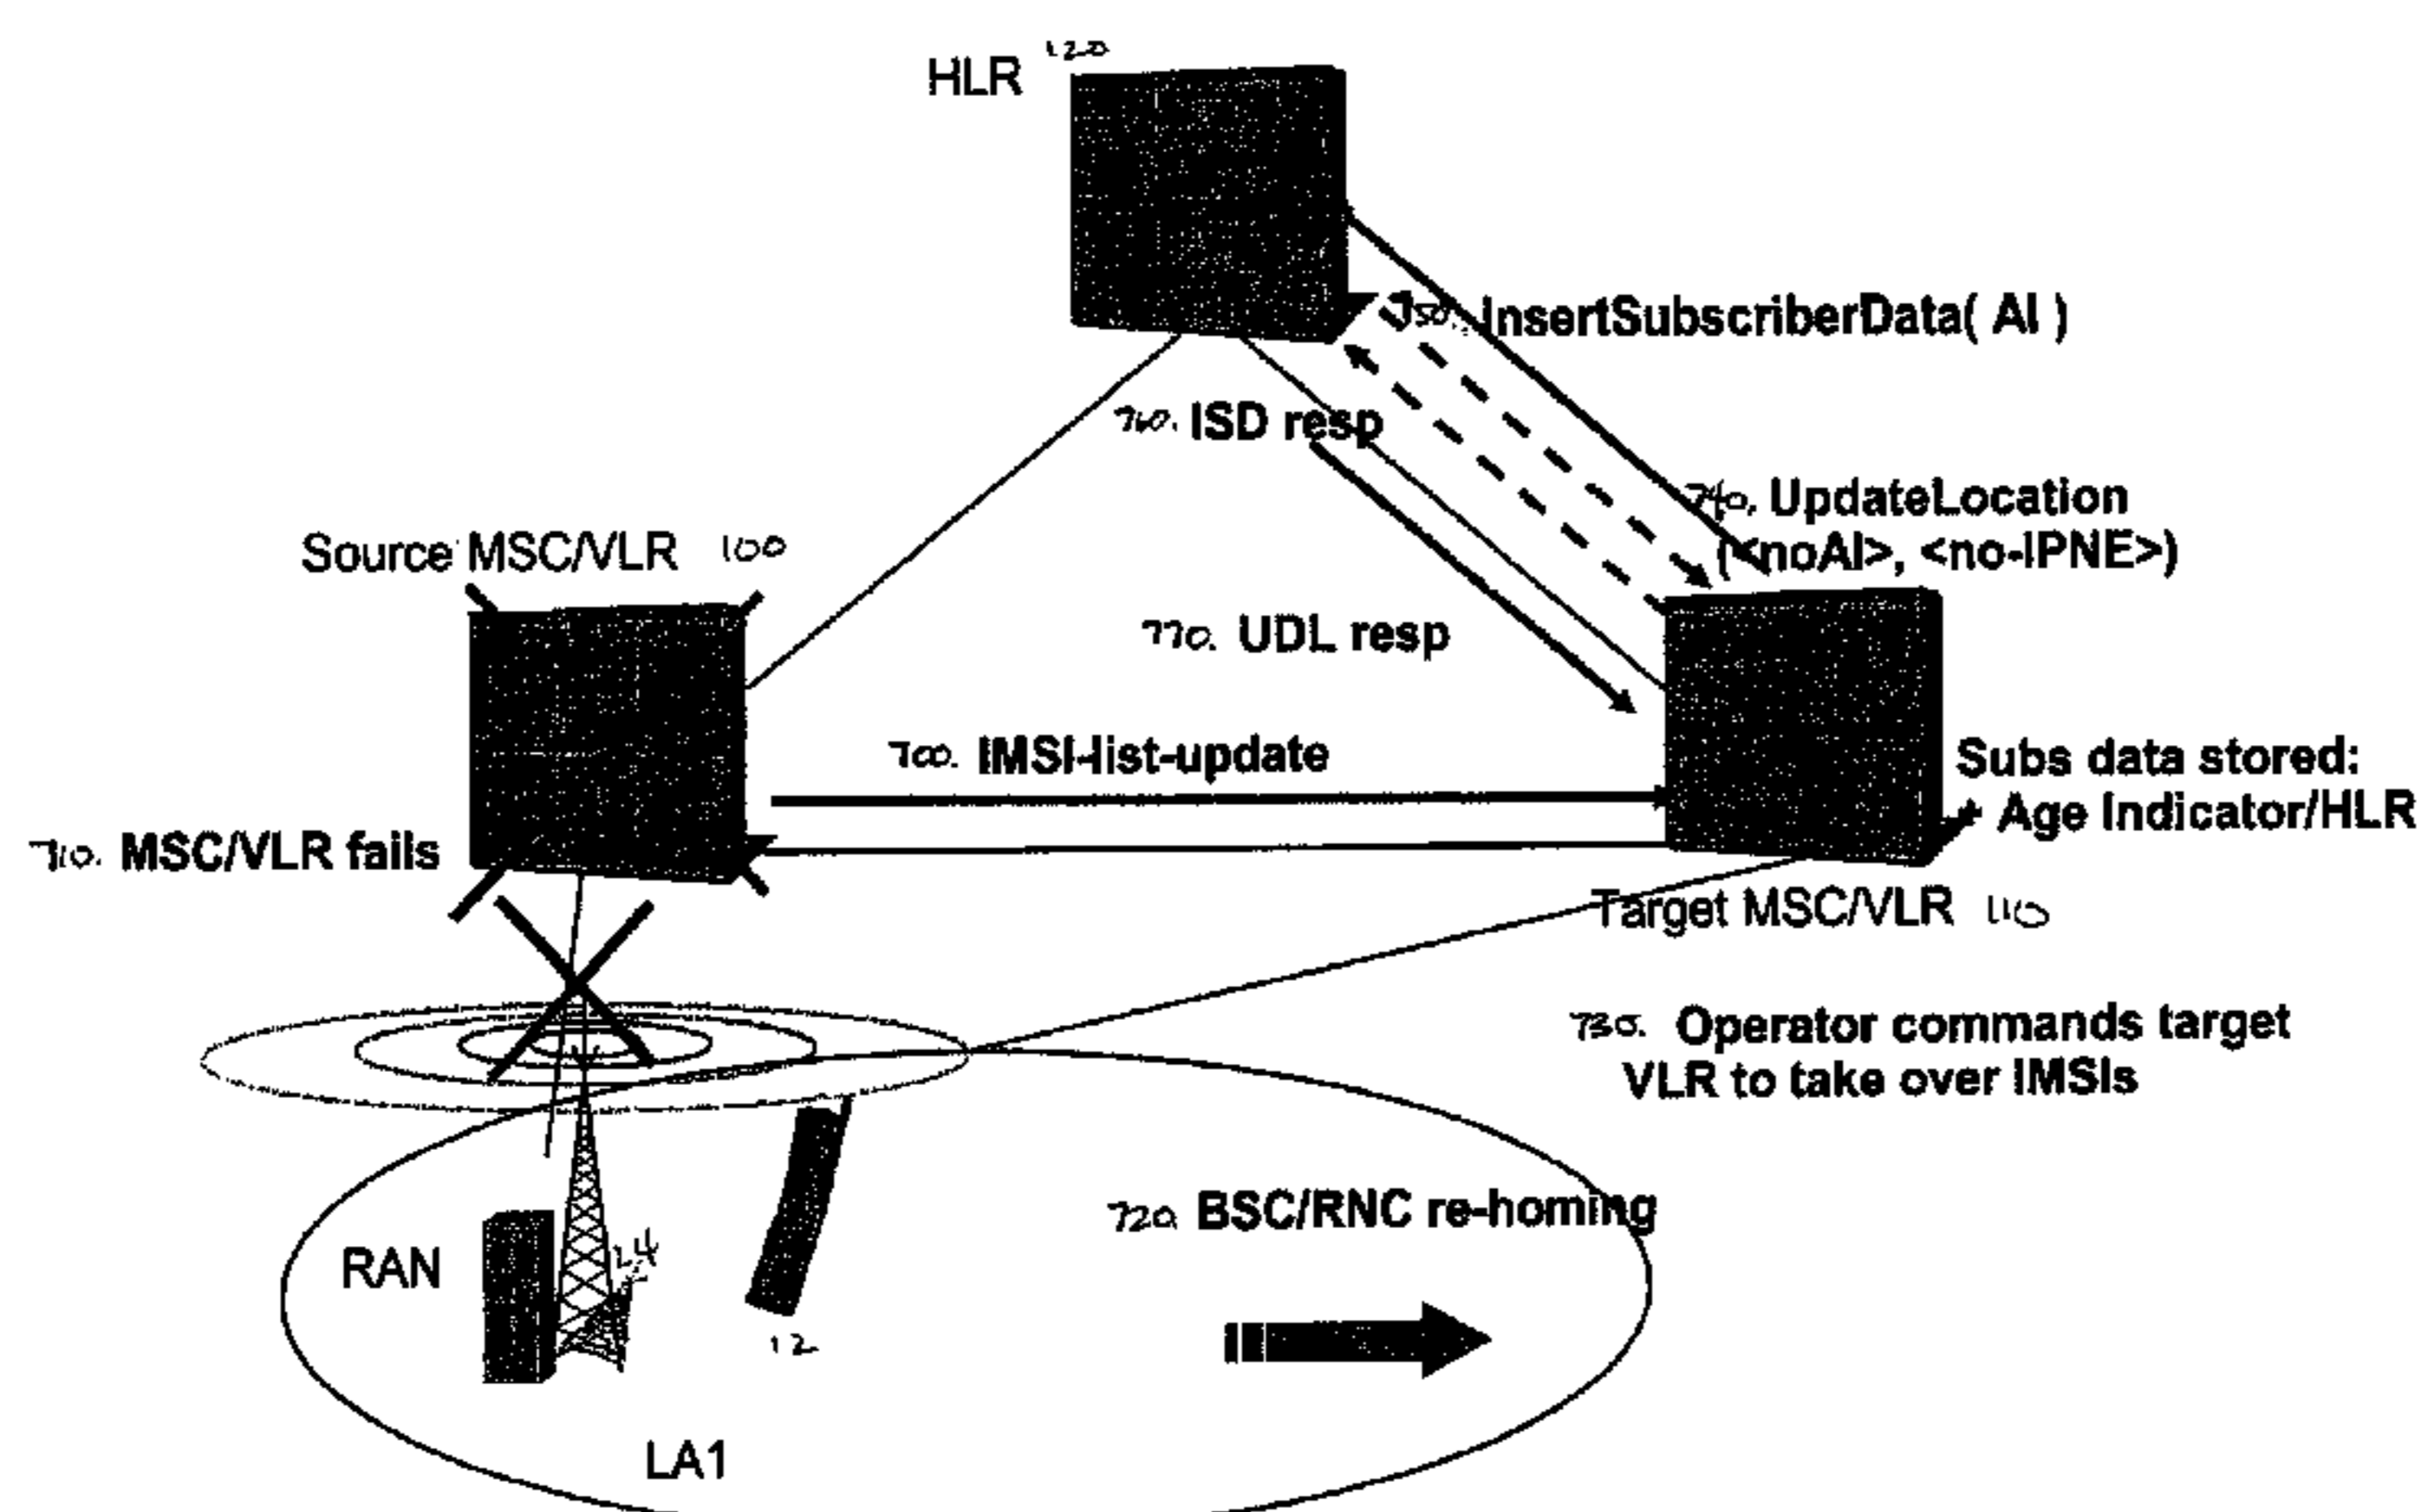 HLR 120
750. InsertSubscriberData( AI )
760. ISD resp
740. UpdateLocation
(<noAI>, <no-IPNE>)
Source MSC/VLR 100
770. UDL resp
700. IMSI-list-update
Subs data stored:
+ Age Indicator/HLR
710. MSC/VLR fails
Target MSC/VLR 110
730. Operator commands target
VLR to take over IMSIs
720. BSC/RNC re-homing
RAN
12
LA1